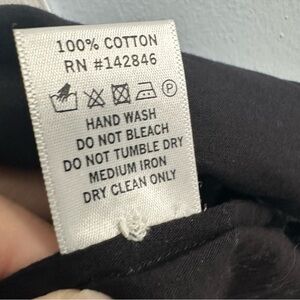 100% COTTON
RN #142846
P
HAND WASH
DO NOT BLEACH
DO NOT TUMBLE DRY
MEDIUM IRON
DRY CLEAN ONLY